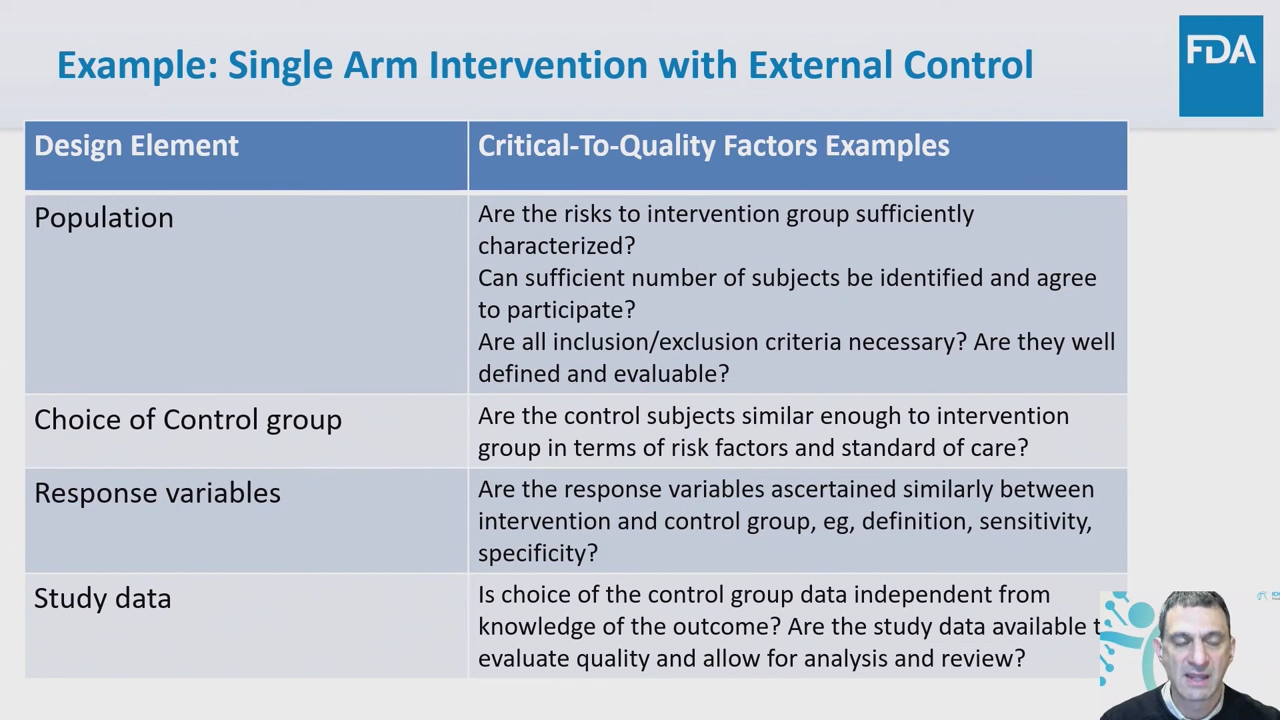 Example: Single Arm Intervention with External Control
FDA
Design Element
Critical-To-Quality Factors Examples
Population
Are the risks to intervention group sufficiently
characterized?
Can sufficient number of subjects be identified and agree
to participate?
Are all inclusion/exclusion criteria necessary? Are they well
defined and evaluable?
Choice of Control group
Are the control subjects similar enough to intervention
group in terms of risk factors and standard of care?
Response variables
Are the response variables ascertained similarly between
intervention and control group, eg, definition, sensitivity,
specificity?
Study data
Is choice of the control group data independent from
knowledge of the outcome? Are the study data available t
evaluate quality and allow for analysis and review?